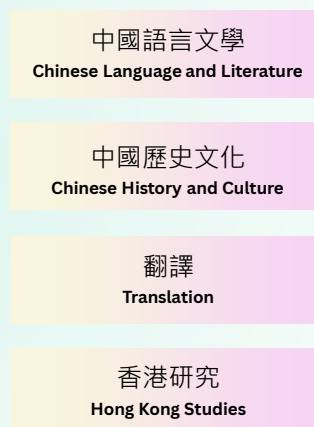 中國語言文學
Chinese Language and Literature
中國歷史文化
Chinese History and Culture
翻譯
Translation
香港研究
Hong Kong Studies